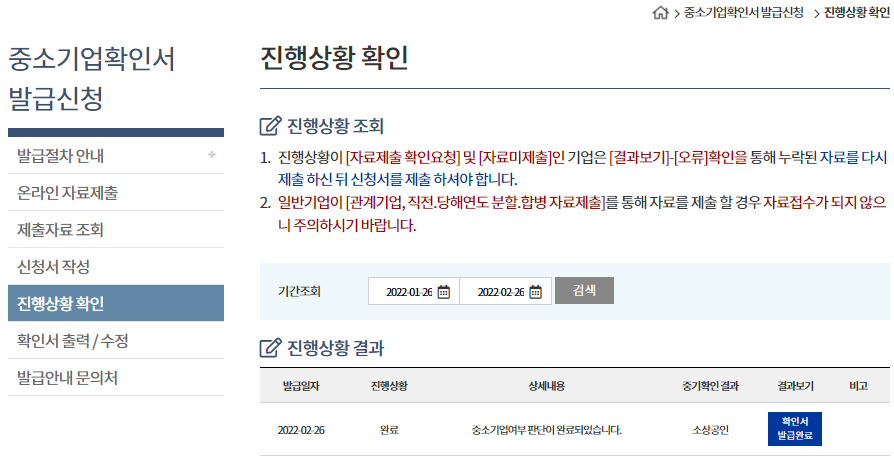 중소기업확인서 발급신청 > 진행상황 확인
중소기업확인서
발급신청
발급절차 안내 +
온라인 자료제출
제출자료 조회
신청서 작성
진행상황 확인
확인서 출력 / 수정
발급안내 문의처
진행상황 확인
진행상황 조회
1. 진행상황이 [자료제출 확인요청] 및 [자료미제출]인 기업은 [결과보기]-[오류]확인을 통해 누락된 자료를 다시
제출 하신 뒤 신청서를 제출 하셔야 합니다.
2. 일반기업이 [관계기업, 직전.당해연도 분할.합병 자료제출]를 통해 자료를 제출 할 경우 자료접수가 되지 않으
니 주의하시기 바랍니다.
기간조회 2022-01-26 2022-02-26 검색
진행상황 결과
발급일자 진행상황 상세내용 중기확인 결과 결과보기 비고
2022-02-26 완료 중소기업여부 판단이 완료되었습니다. 소상공인 확인서
발급완료